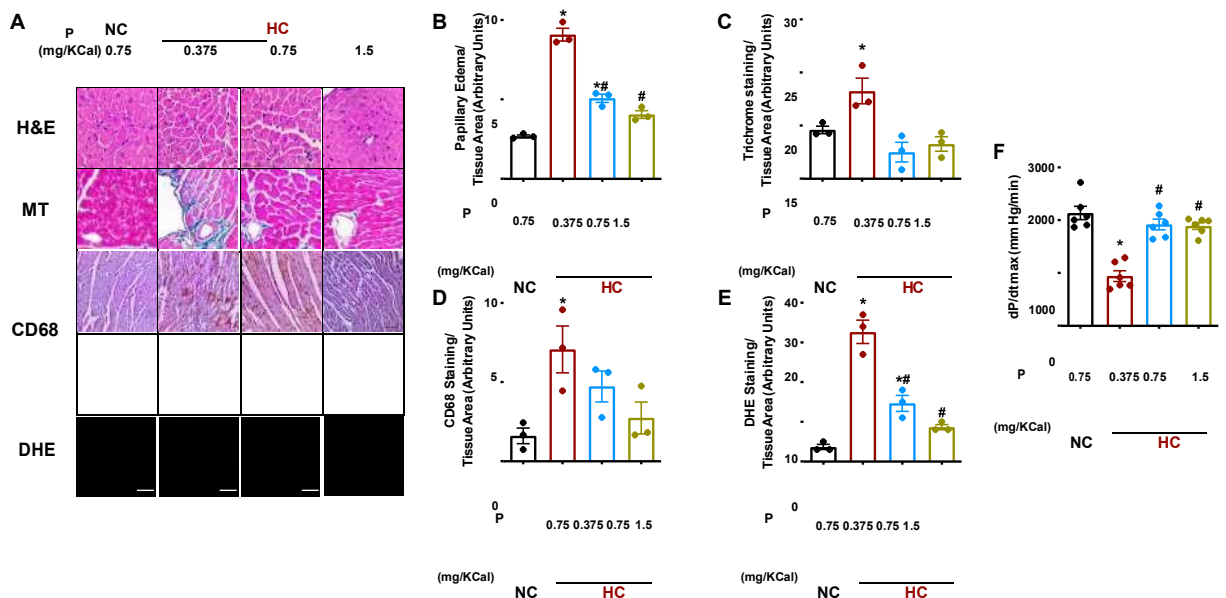 A
P
NC
HC
(mg/KCal)
0.75
0.375
0.75
1.5
H&E
MT
CD68
DHE
B
Papillary Edema/
Tissue Area (Arbitrary Units)
10
5
0
*
*#
#
P
0.75
0.375
0.75
1.5
(mg/KCal)
NC
HC
C
Trichrome staining/
Tissue Area (Arbitrary Units)
30
25
20
15
*
P
0.75
0.375
0.75
1.5
(mg/KCal)
NC
HC
D
CD68 Staining/
Tissue Area (Arbitrary Units)
10
5
0
*
P
0.75
0.375
0.75
1.5
(mg/KCal)
NC
HC
E
DHE Staining/
Tissue Area (Arbitrary Units)
40
30
20
10
0
*
*#
#
P
0.75
0.375
0.75
1.5
(mg/KCal)
NC
HC
F
dP/dtmax (mm Hg/min)
3000
2000
1000
0
*
#
#
P
0.75
0.375
0.75
1.5
(mg/KCal)
NC
HC